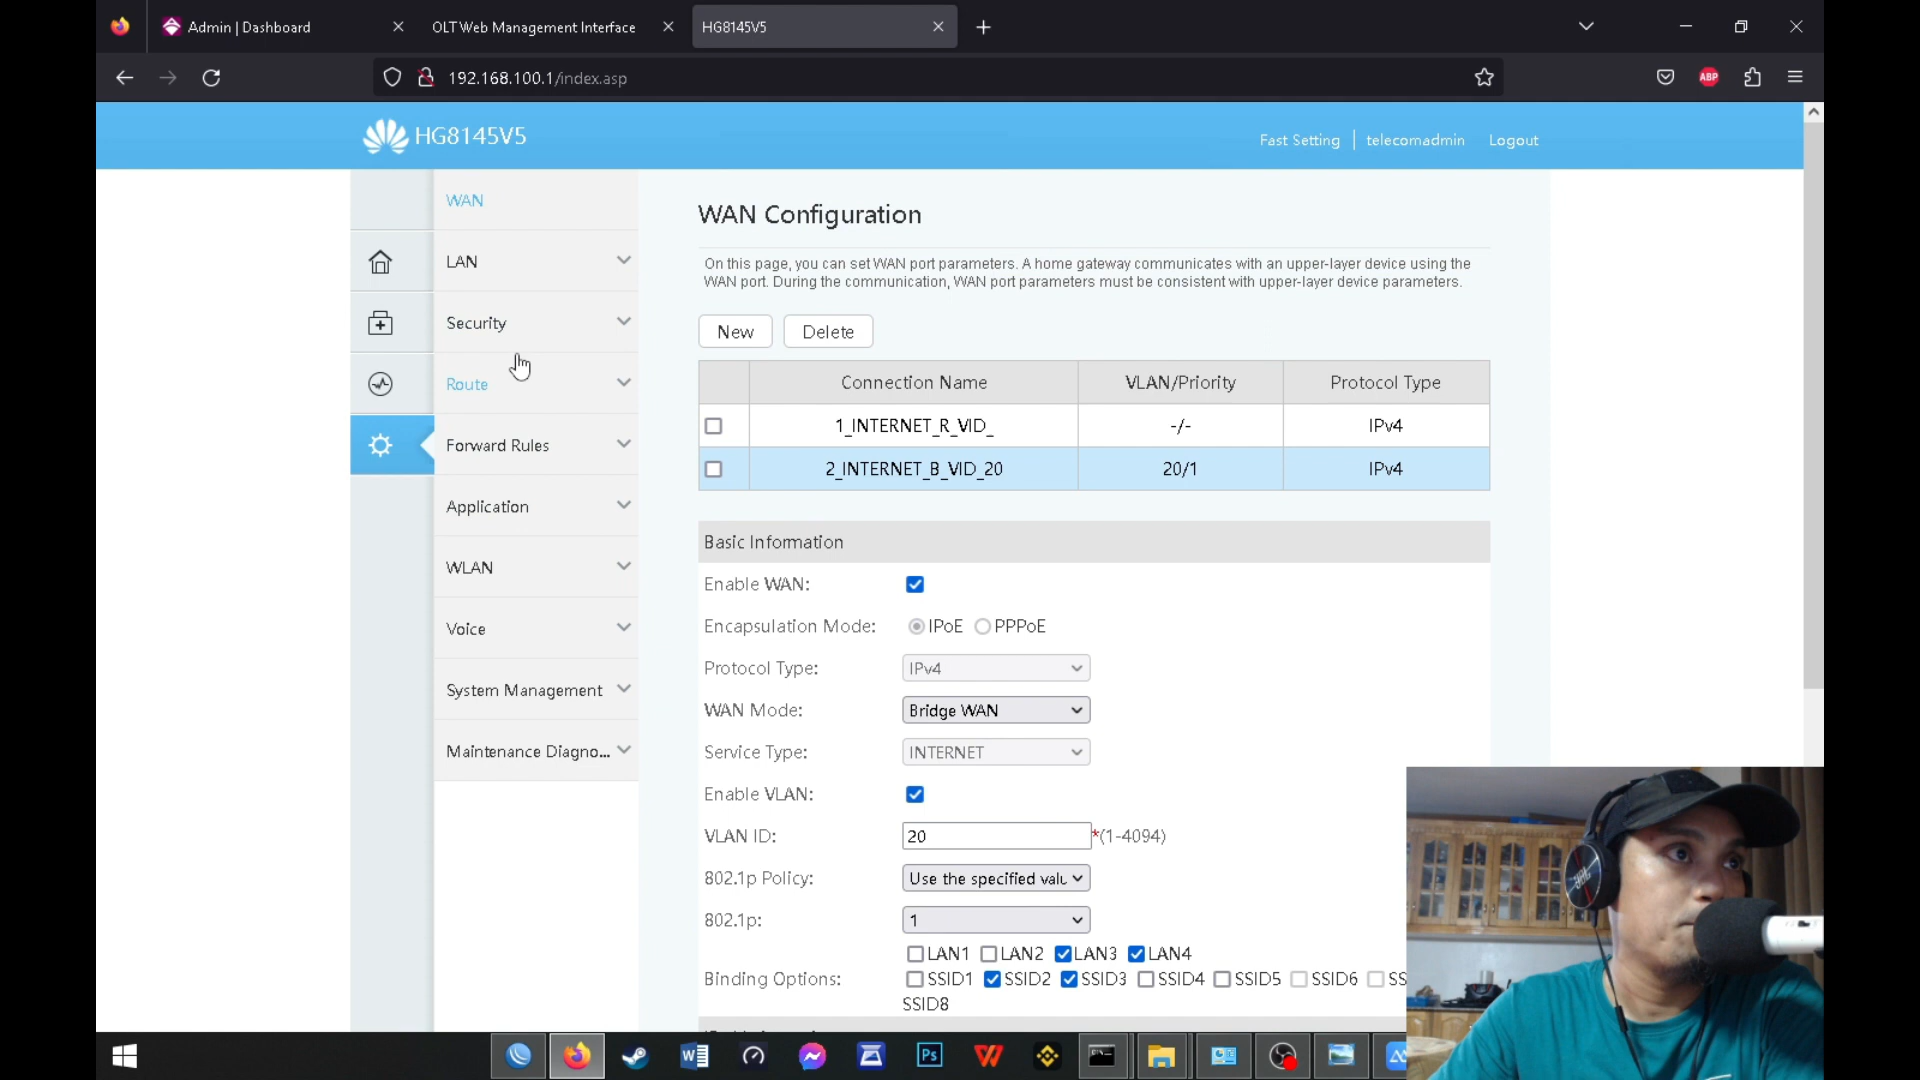 Admin | Dashboard
OLT Web Management Interface
HG8145V5
192.168.100.1/index.asp
ABP
HG8145V5
Fast Setting
telecomadmin
Logout
WAN
LAN
Security
Route
Forward Rules
Application
WLAN
Voice
System Management
Maintenance Diagno...
WAN Configuration
On this page, you can set WAN port parameters. A home gateway communicates with an upper-layer device using the
WAN port. During the communication, WAN port parameters must be consistent with upper-layer device parameters.
New
Delete
Connection Name VLAN/Priority Protocol Type
1_INTERNET_R_VID_ -/- IPv4
2_INTERNET_B_VID_20 20/1 IPv4
Basic Information
Enable WAN:
Encapsulation Mode: IPoE PPPoE
Protocol Type: IPv4
WAN Mode: Bridge WAN
Service Type: INTERNET
Enable VLAN:
VLAN ID: 20 *(1-4094)
802.1p Policy: Use the specified valu
802.1p: 1
LAN1 LAN2 LAN3 LAN4
Binding Options: SSID1 SSID2 SSID3 SSID4 SSID5 SSID6 SS
SSID8
W
Ps
JBL